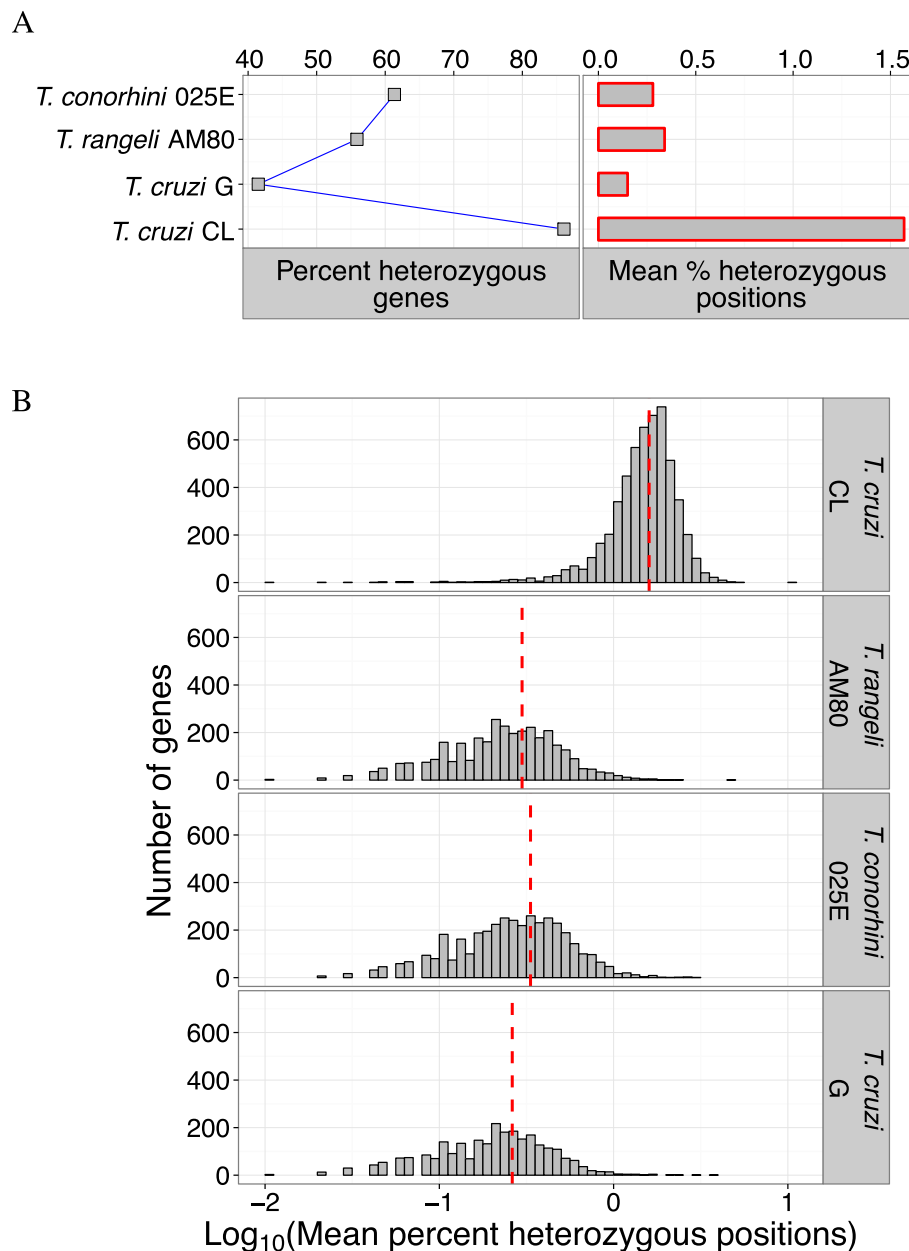 A
40 50 60 70 80
0.0 0.5 1.0 1.5
T. conorhini 025E
T. rangeli AM80
T. cruzi G
T. cruzi CL
Percent heterozygous
genes
Mean % heterozygous
positions
B
Number of genes
600
400
200
0
T. cruzi
CL
600
400
200
0
T. rangeli
AM80
600
400
200
0
T. conorhini
025E
600
400
200
0
T. cruzi
G
−2 −1 0 1
Log10(Mean percent heterozygous positions)